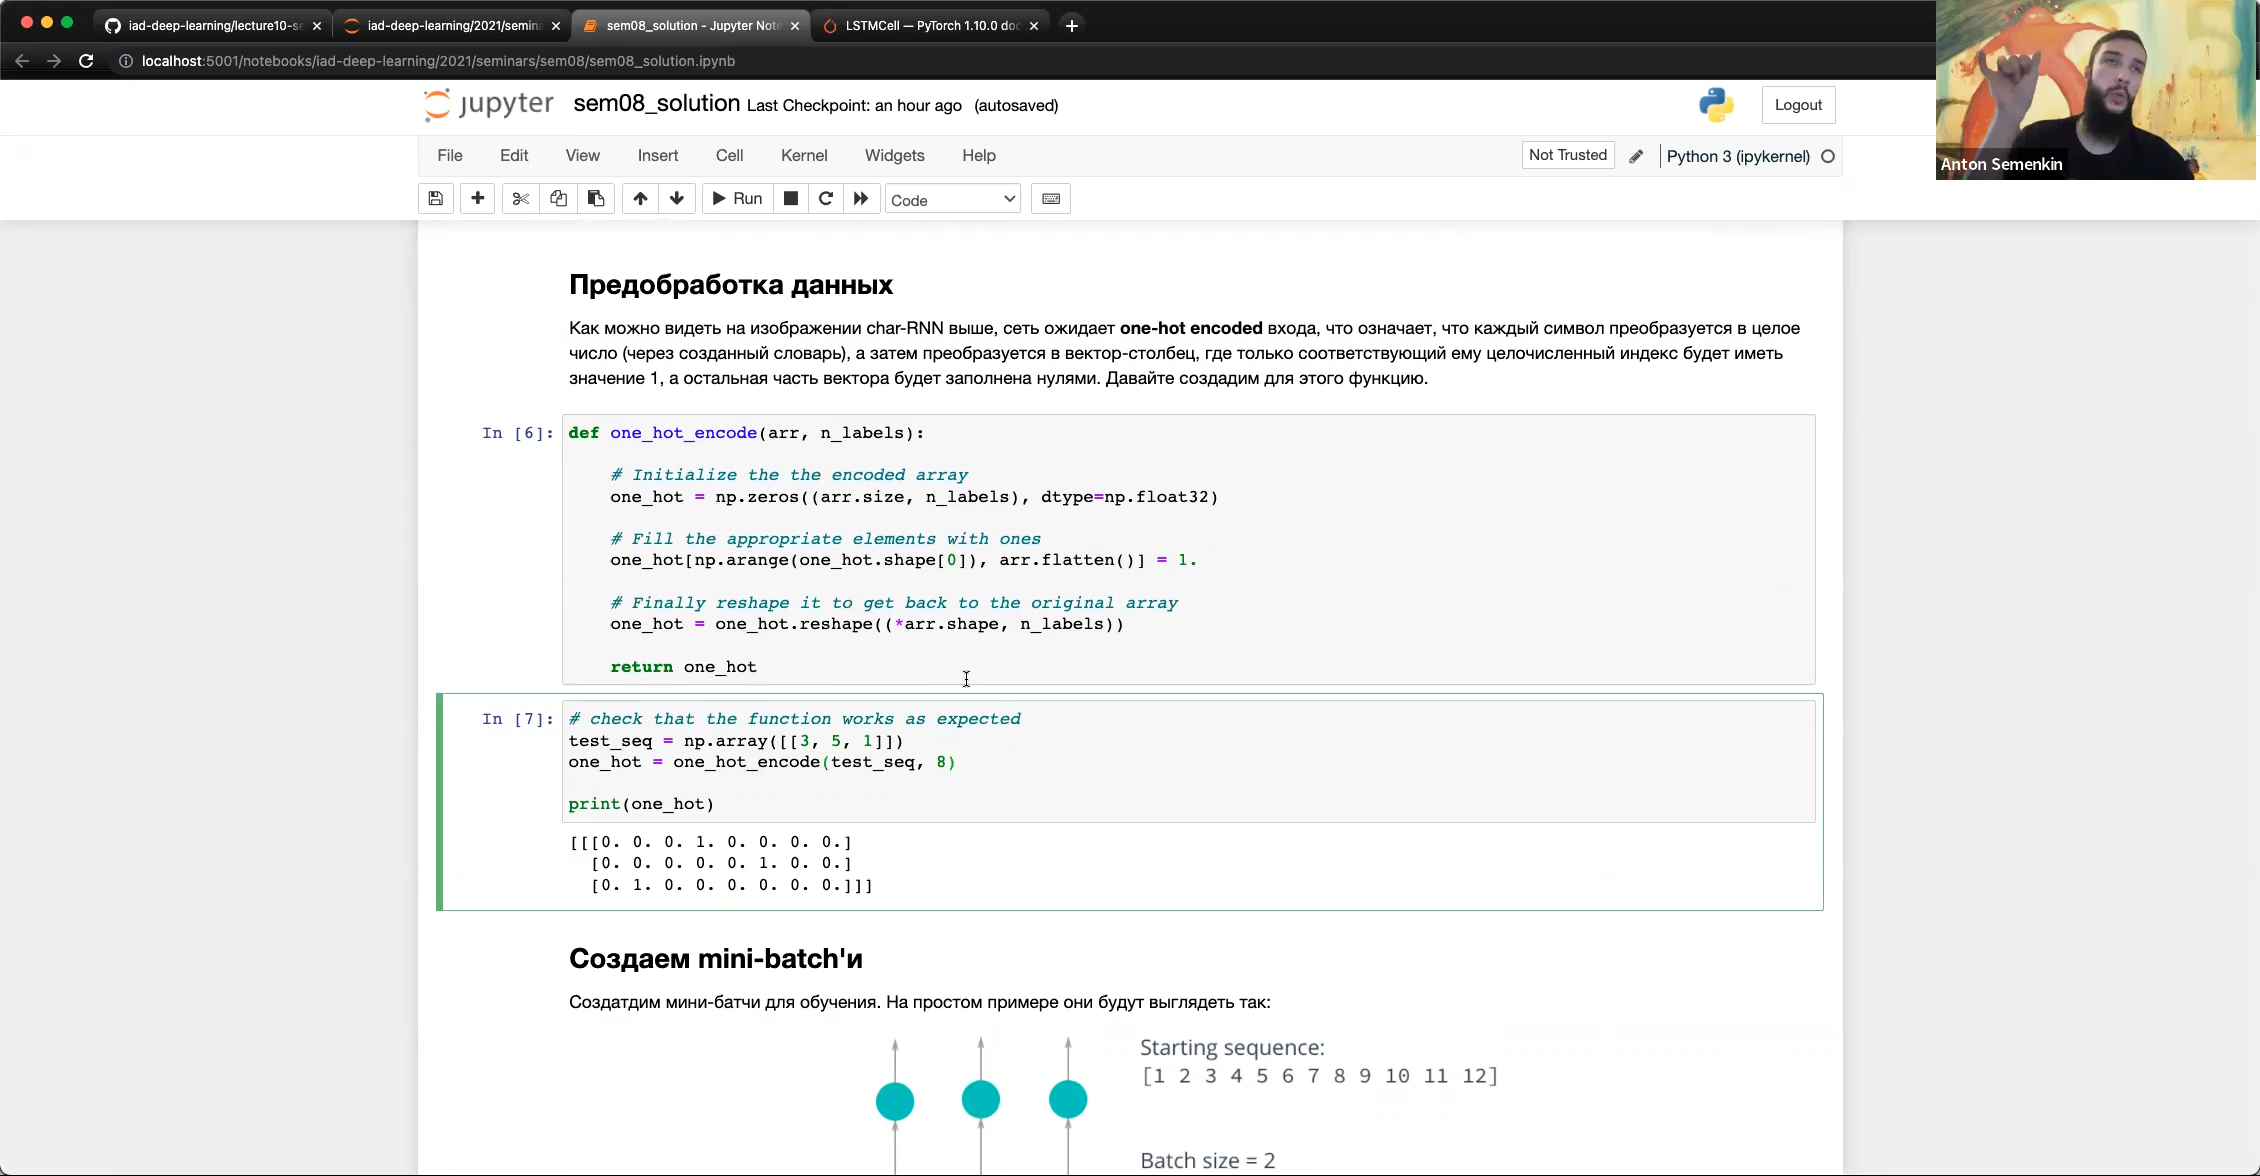 iad-deep-learning/lecture10-se
iad-deep-learning/2021/semina
sem08_solution - Jupyter Note
LSTMCell — PyTorch 1.10.0 doc
localhost:5001/notebooks/iad-deep-learning/2021/seminars/sem08/sem08_solution.ipynb
jupyter sem08_solution Last Checkpoint: an hour ago (autosaved)
Logout
Anton Semenkin
File Edit View Insert Cell Kernel Widgets Help
Not Trusted Python 3 (ipykernel)
Run Code
Предобработка данных
Как можно видеть на изображении char-RNN выше, сеть ожидает one-hot encoded входа, что означает, что каждый символ преобразуется в целое
число (через созданный словарь), а затем преобразуется в вектор-столбец, где только соответствующий ему целочисленный индекс будет иметь
значение 1, а остальная часть вектора будет заполнена нулями. Давайте создадим для этого функцию.
In [6]: def one_hot_encode(arr, n_labels):
# Initialize the the encoded array
one_hot = np.zeros((arr.size, n_labels), dtype=np.float32)
# Fill the appropriate elements with ones
one_hot[np.arange(one_hot.shape[0]), arr.flatten()] = 1.
# Finally reshape it to get back to the original array
one_hot = one_hot.reshape((*arr.shape, n_labels))
return one_hot
In [7]: # check that the function works as expected
test_seq = np.array([[3, 5, 1]])
one_hot = one_hot_encode(test_seq, 8)
print(one_hot)
[[[0. 0. 0. 1. 0. 0. 0. 0.]
[0. 0. 0. 0. 0. 1. 0. 0.]
[0. 1. 0. 0. 0. 0. 0. 0.]]]
Создаем mini-batch'и
Создатдим мини-батчи для обучения. На простом примере они будут выглядеть так:
Starting sequence:
[1 2 3 4 5 6 7 8 9 10 11 12]
Batch size = 2